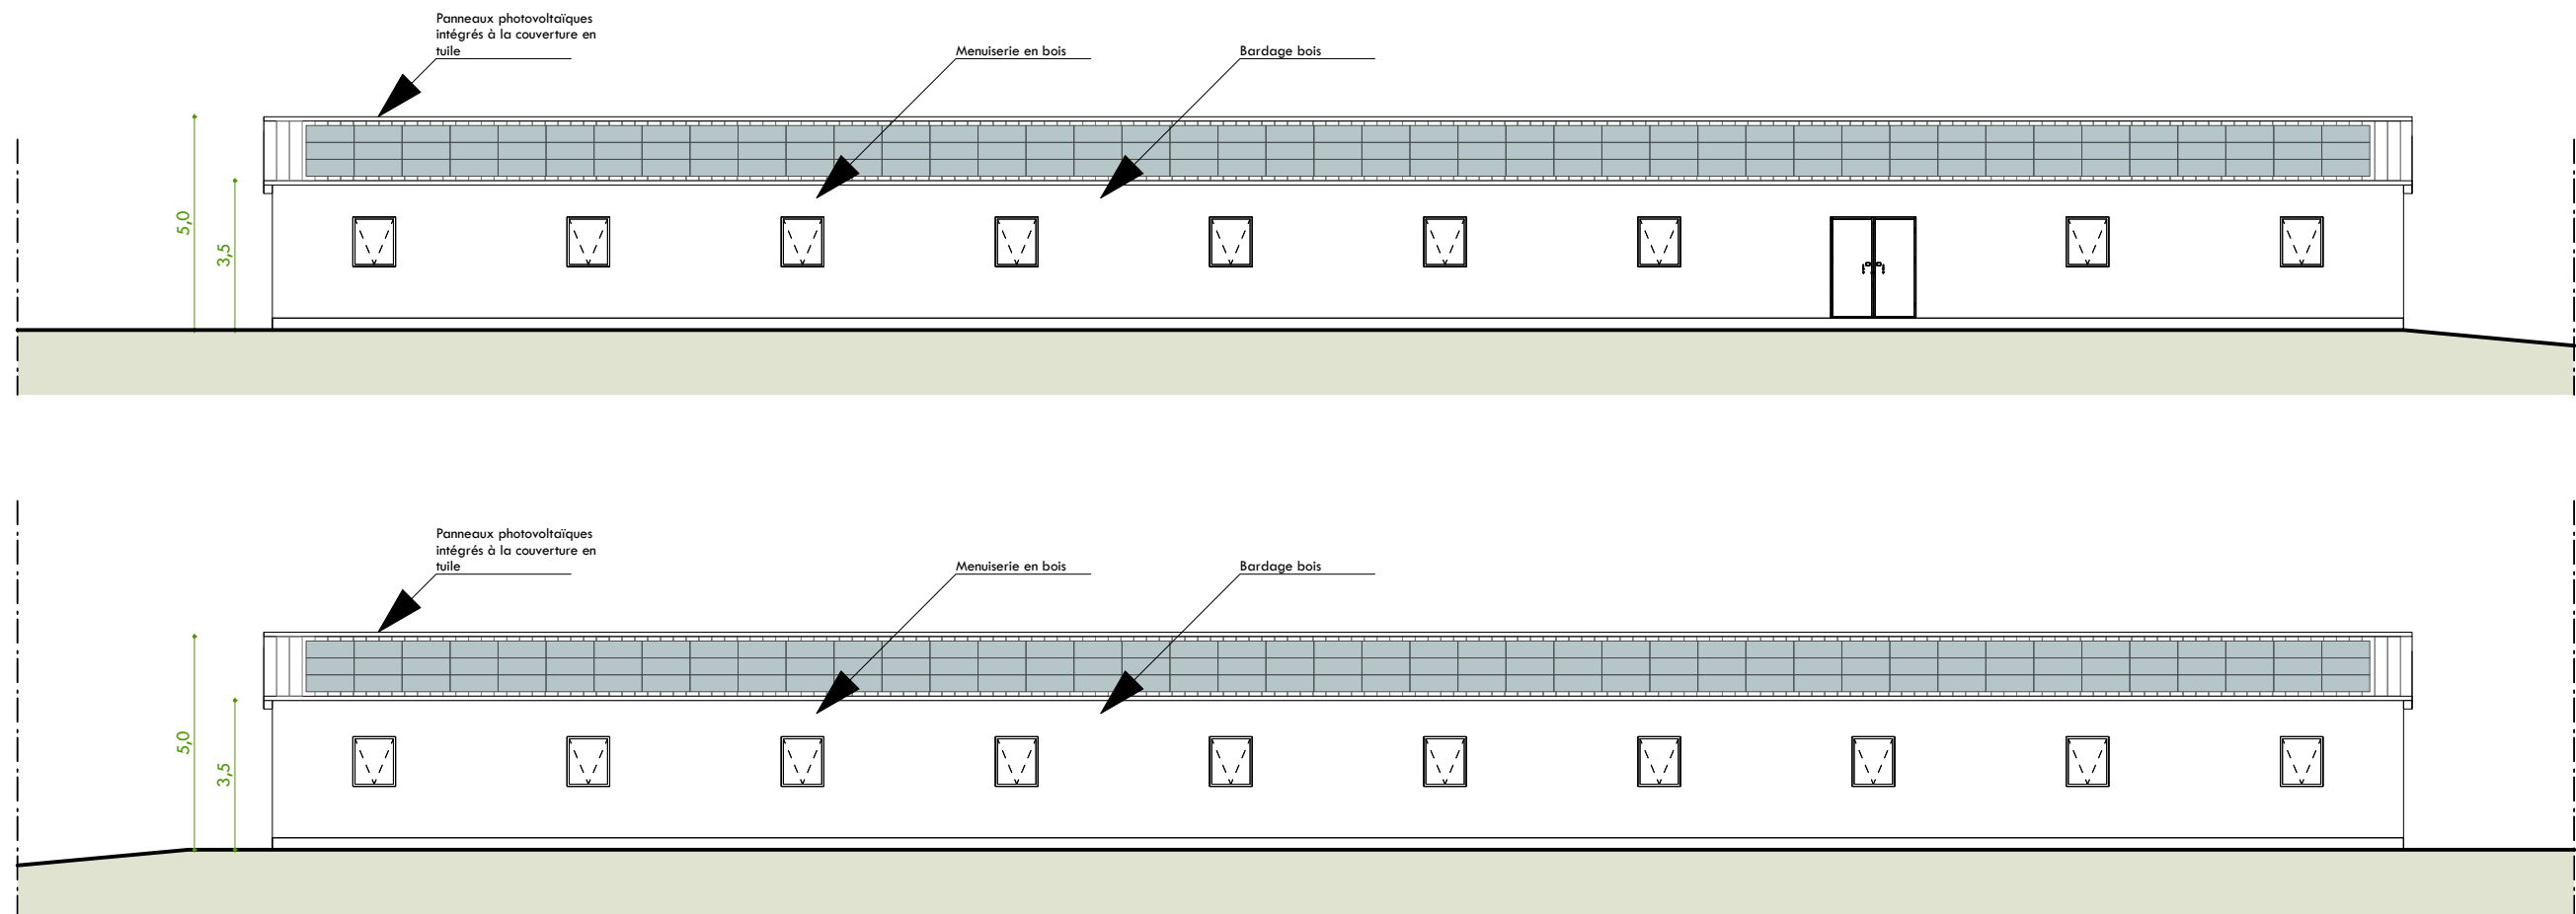 Panneaux photovoltaïques
intégrés à la couverture en
tuile
Menuiserie en bois
Bardage bois
5,0
3,5
Panneaux photovoltaïques
intégrés à la couverture en
tuile
Menuiserie en bois
Bardage bois
5,0
3,5